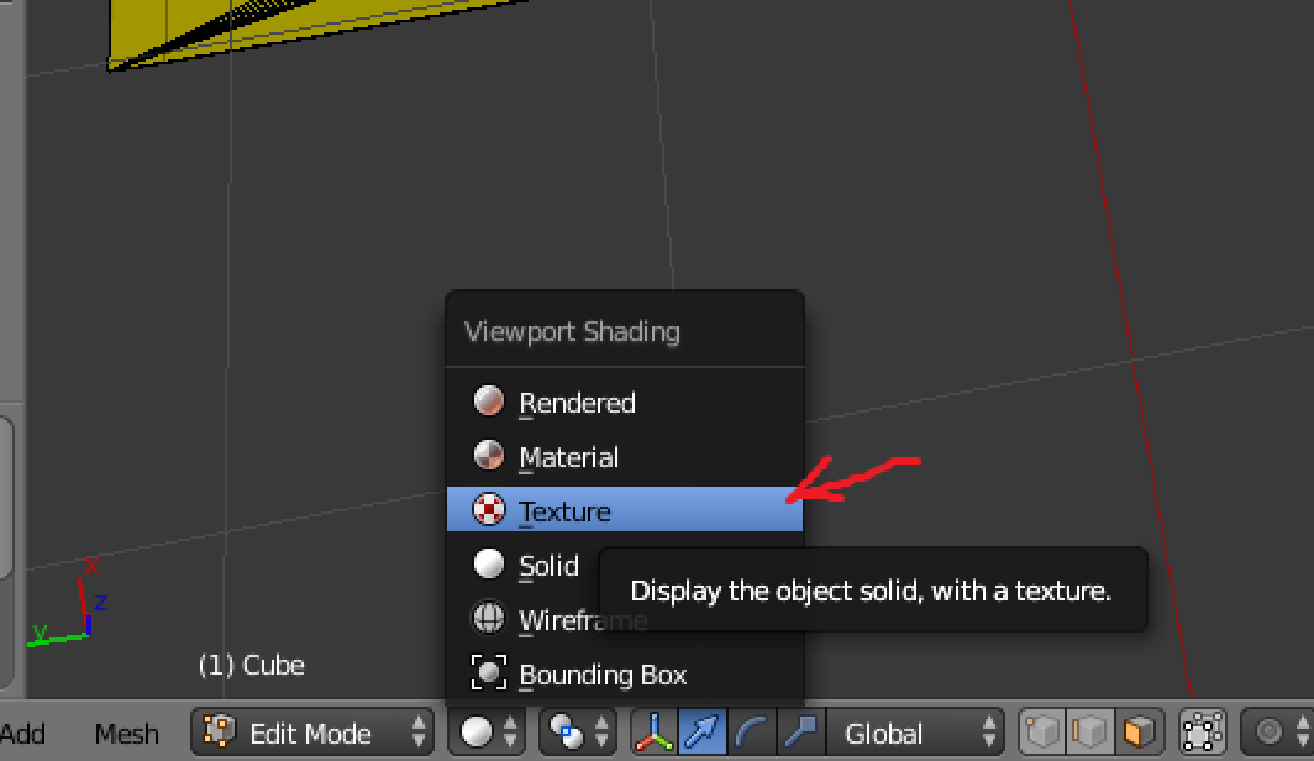 Viewport Shading
Rendered
Material
Texture
Solid
Display the object solid, with a texture.
Wireframe
Bounding Box
x
z
y
(1) Cube
Add
Mesh
Edit Mode
Global